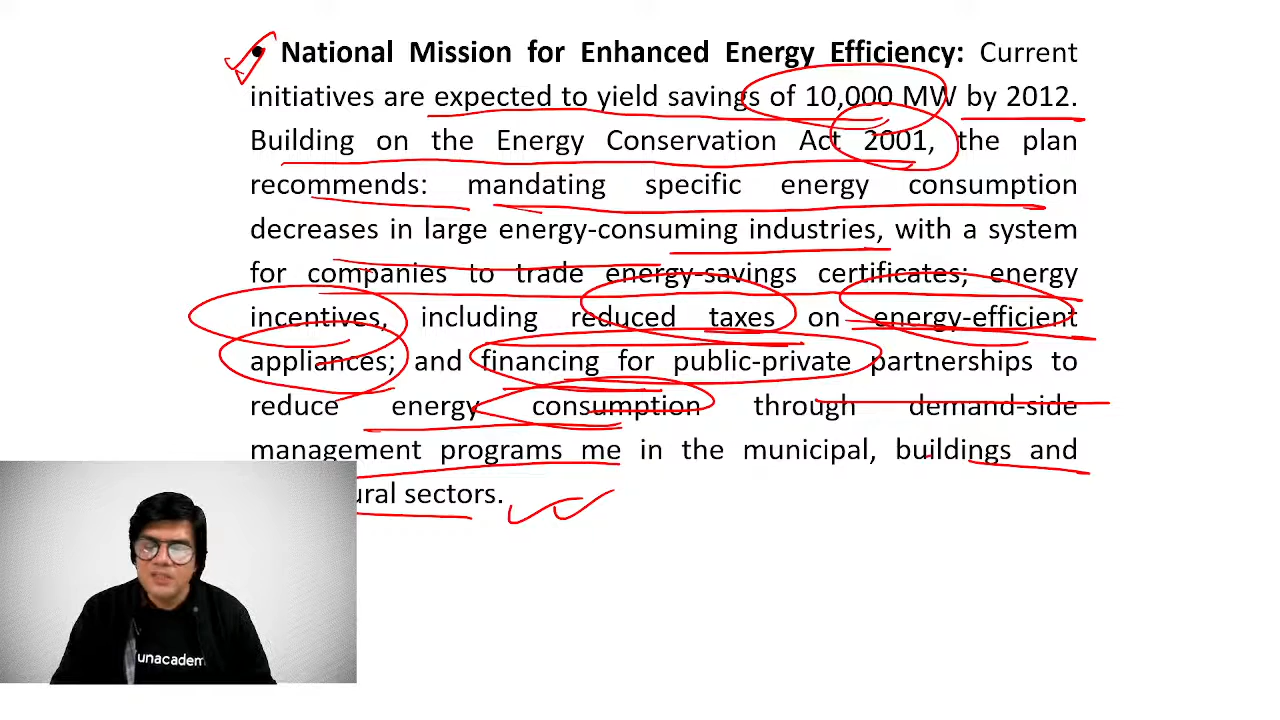 • National Mission for Enhanced Energy Efficiency: Current
initiatives are expected to yield savings of 10,000 MW by 2012.
Building on the Energy Conservation Act 2001, the plan
recommends: mandating specific energy consumption
decreases in large energy-consuming industries, with a system
for companies to trade energy-savings certificates; energy
incentives, including reduced taxes on energy-efficient
appliances; and financing for public-private partnerships to
reduce energy consumption through demand-side
management programs me in the municipal, buildings and
ural sectors.
unacadem